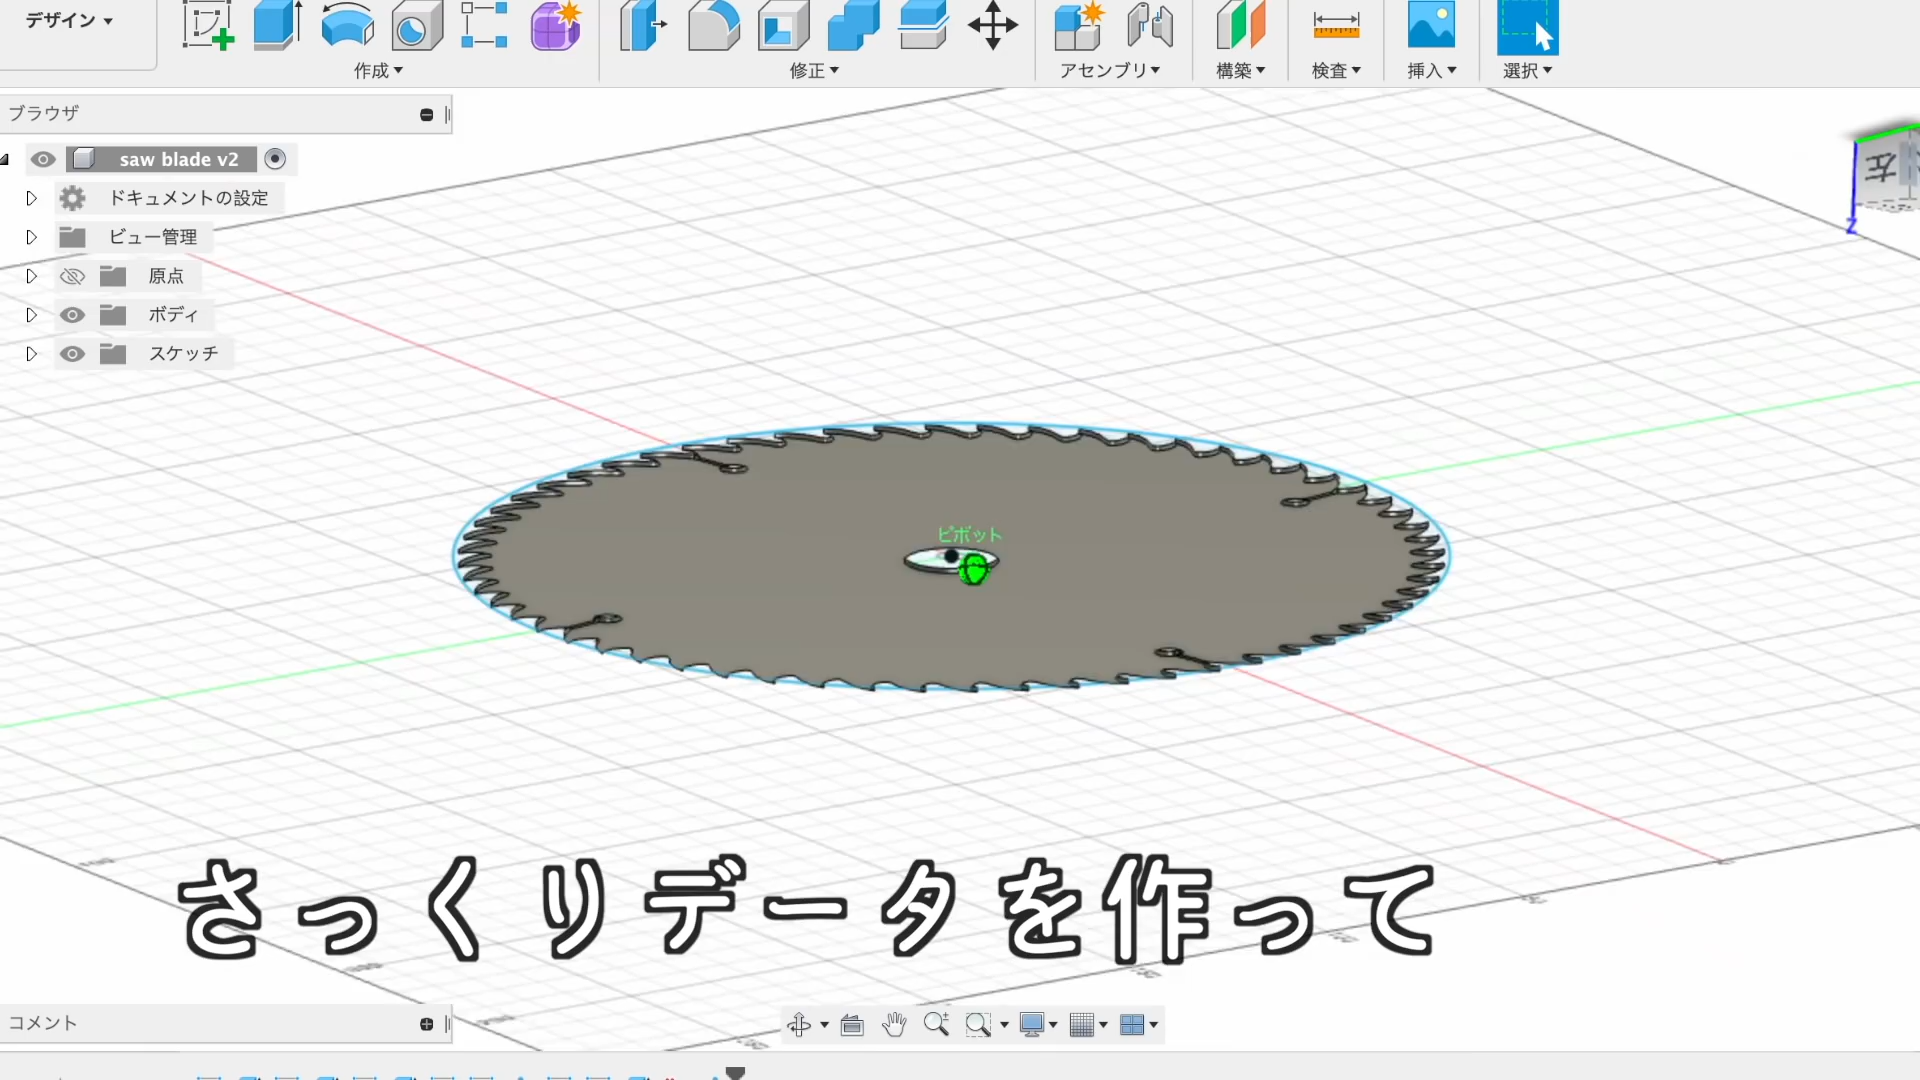 デザイン
作成 修正 アセンブリ 構築 検査 挿入 選択
ブラウザ
saw blade v2
ドキュメントの設定
ビュー管理
原点
ボディ
スケッチ
左
Z
ピボット
さっくりデータを作って
コメント